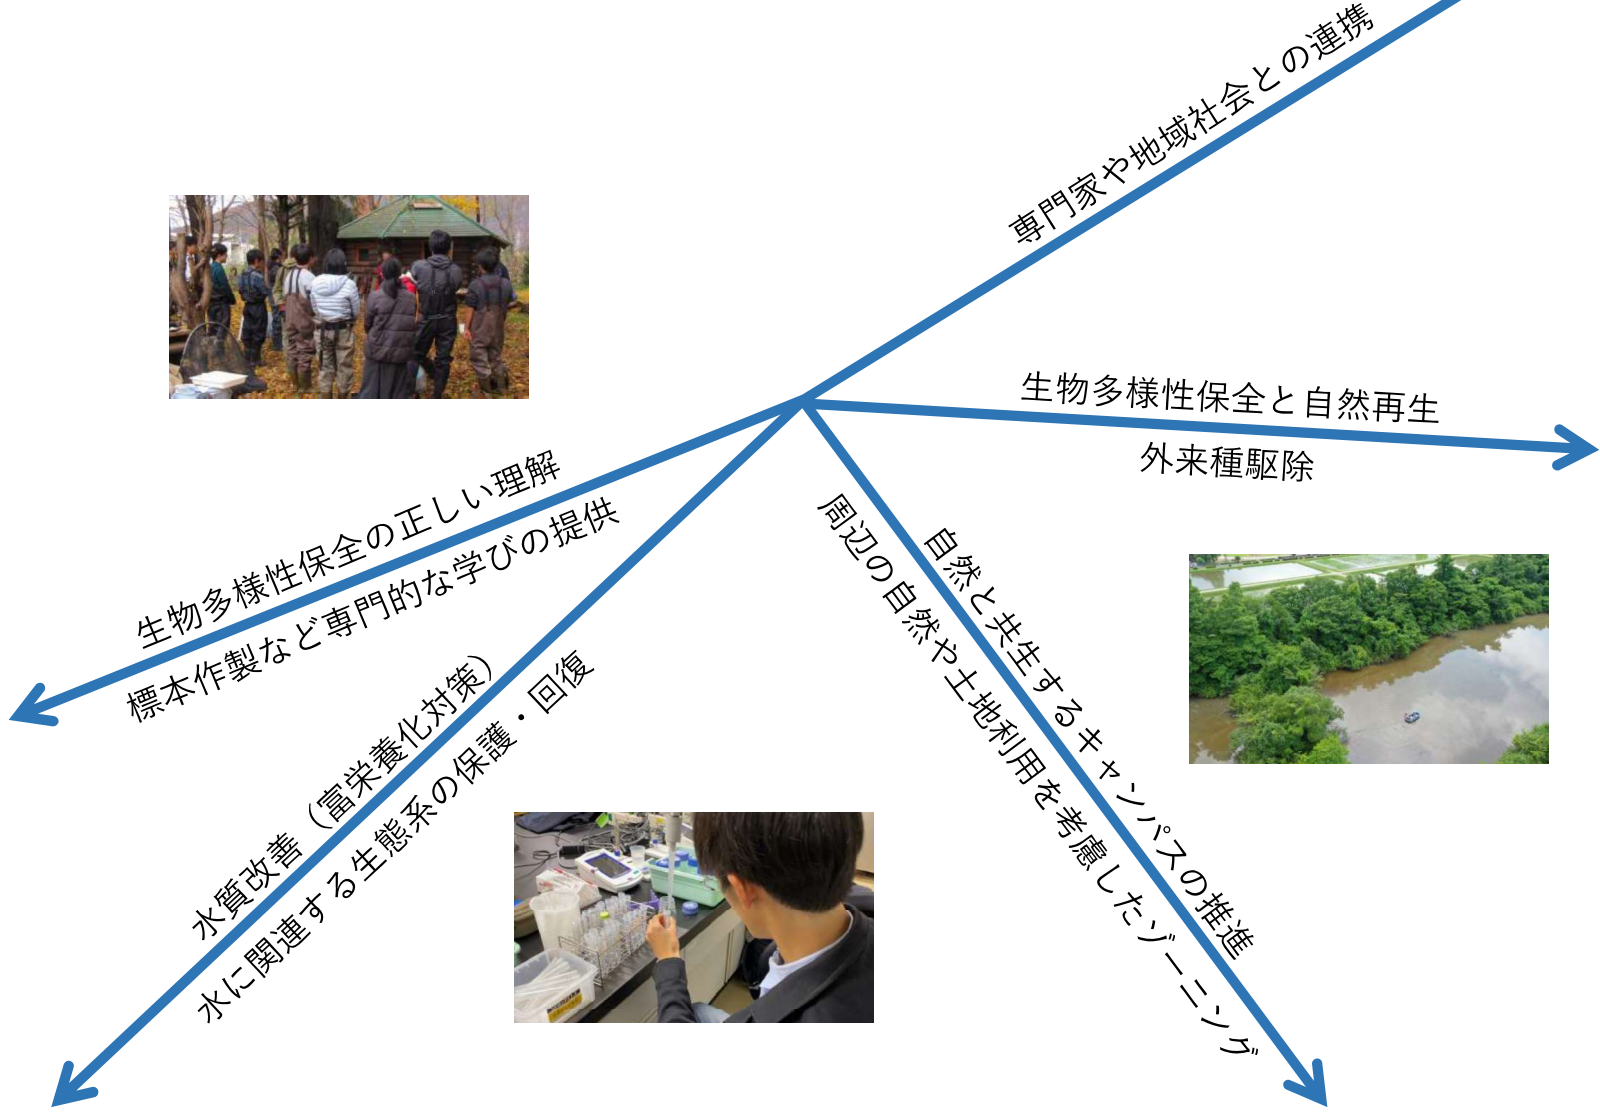 専門家や地域社会との連携
生物多様性保全と自然再生
外来種駆除
生物多様性保全の正しい理解
標本作製など専門的な学びの提供
水質改善（富栄養化対策）
水に関連する生態系の保護・回復
自然と共生するキャンパスの推進
周辺の自然や土地利用を考慮したゾーニング